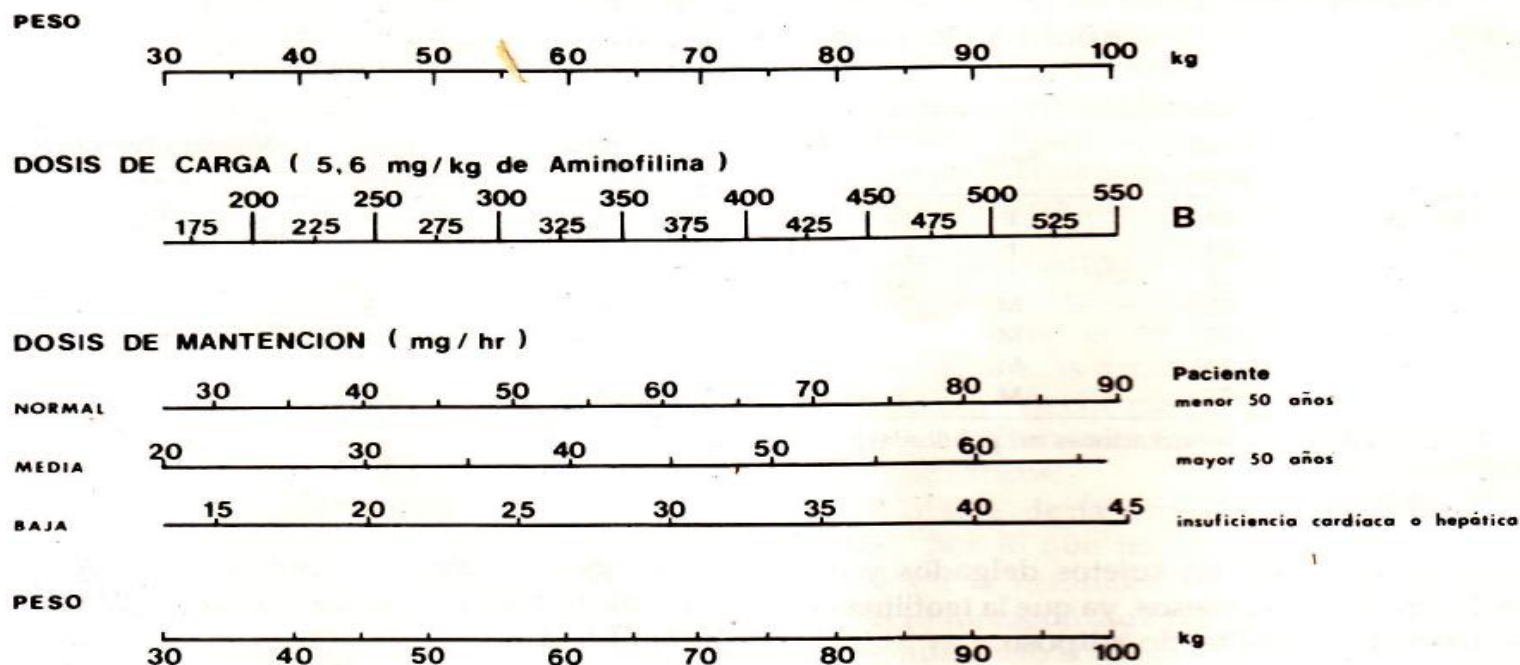 PESO
30 40 50 60 70 80 90 100 kg
DOSIS DE CARGA ( 5,6 mg/kg de Aminofilina )
200 250 300 350 400 450 500 550
175 225 275 325 375 425 475 525 B
DOSIS DE MANTENCION ( mg/hr )
Paciente
NORMAL 30 40 50 60 70 80 90 menor 50 años
MEDIA 20 30 40 50 60 mayor 50 años
BAJA 15 20 25 30 35 40 45 insuficiencia cardíaca o hepática
PESO
30 40 50 60 70 80 90 100 kg